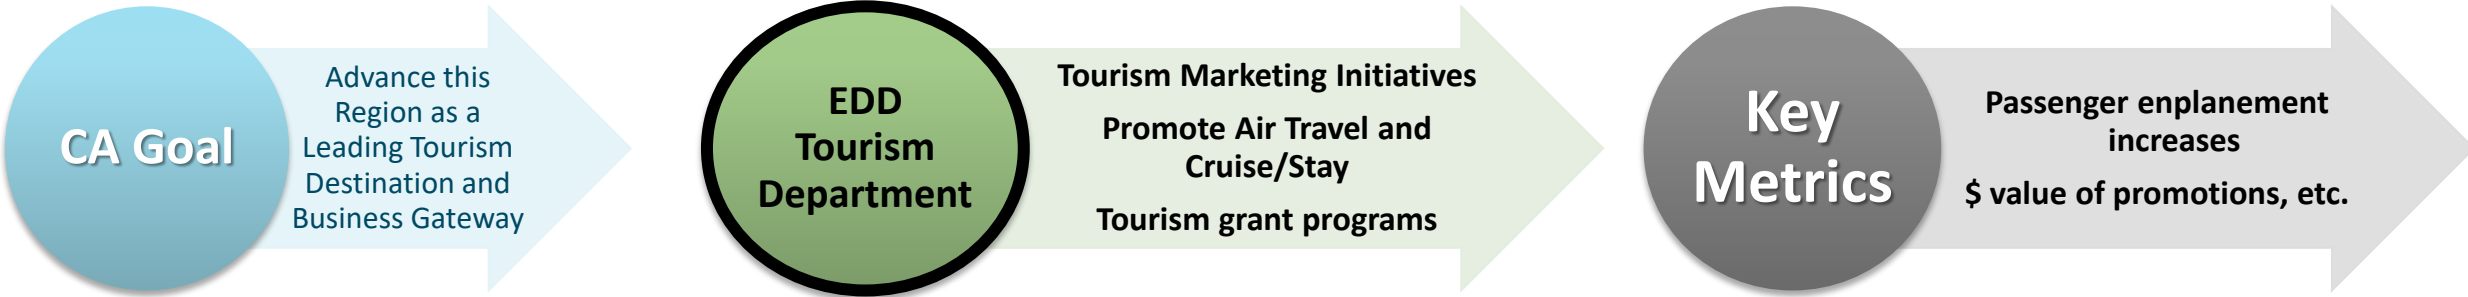 CA Goal
Advance this
Region as a
Leading Tourism
Destination and
Business Gateway
EDD
Tourism
Department
Tourism Marketing Initiatives
Promote Air Travel and
Cruise/Stay
Tourism grant programs
Key
Metrics
Passenger enplanement
increases
$ value of promotions, etc.